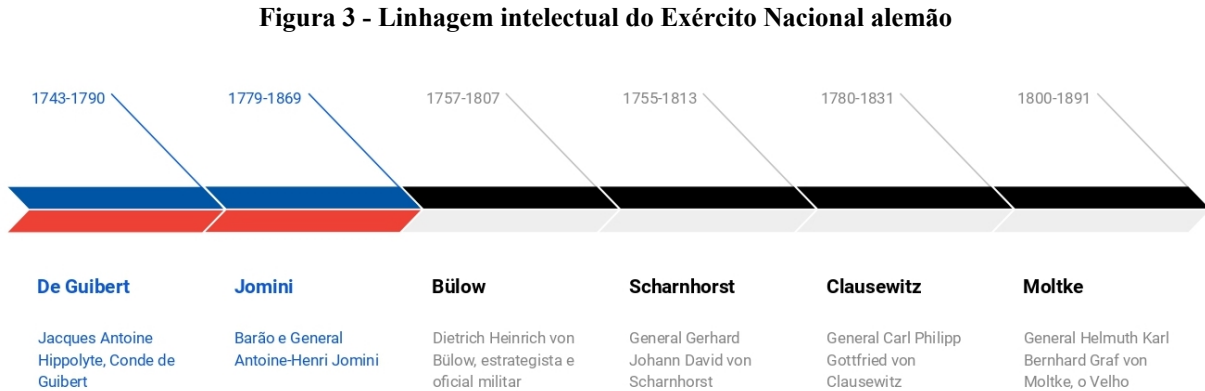 Figura 3 - Linhagem intelectual do Exército Nacional alemão
1743-1790
1779-1869
1757-1807
1755-1813
1780-1831
1800-1891
De Guibert
Jomini
Bülow
Scharnhorst
Clausewitz
Moltke
Jacques Antoine
Hippolyte, Conde de
Guibert
Barão e General
Antoine-Henri Jomini
Dietrich Heinrich von
Bülow, estrategista e
oficial militar
General Gerhard
Johann David von
Scharnhorst
General Carl Philipp
Gottfried von
Clausewitz
General Helmuth Karl
Bernhard Graf von
Moltke, o Velho